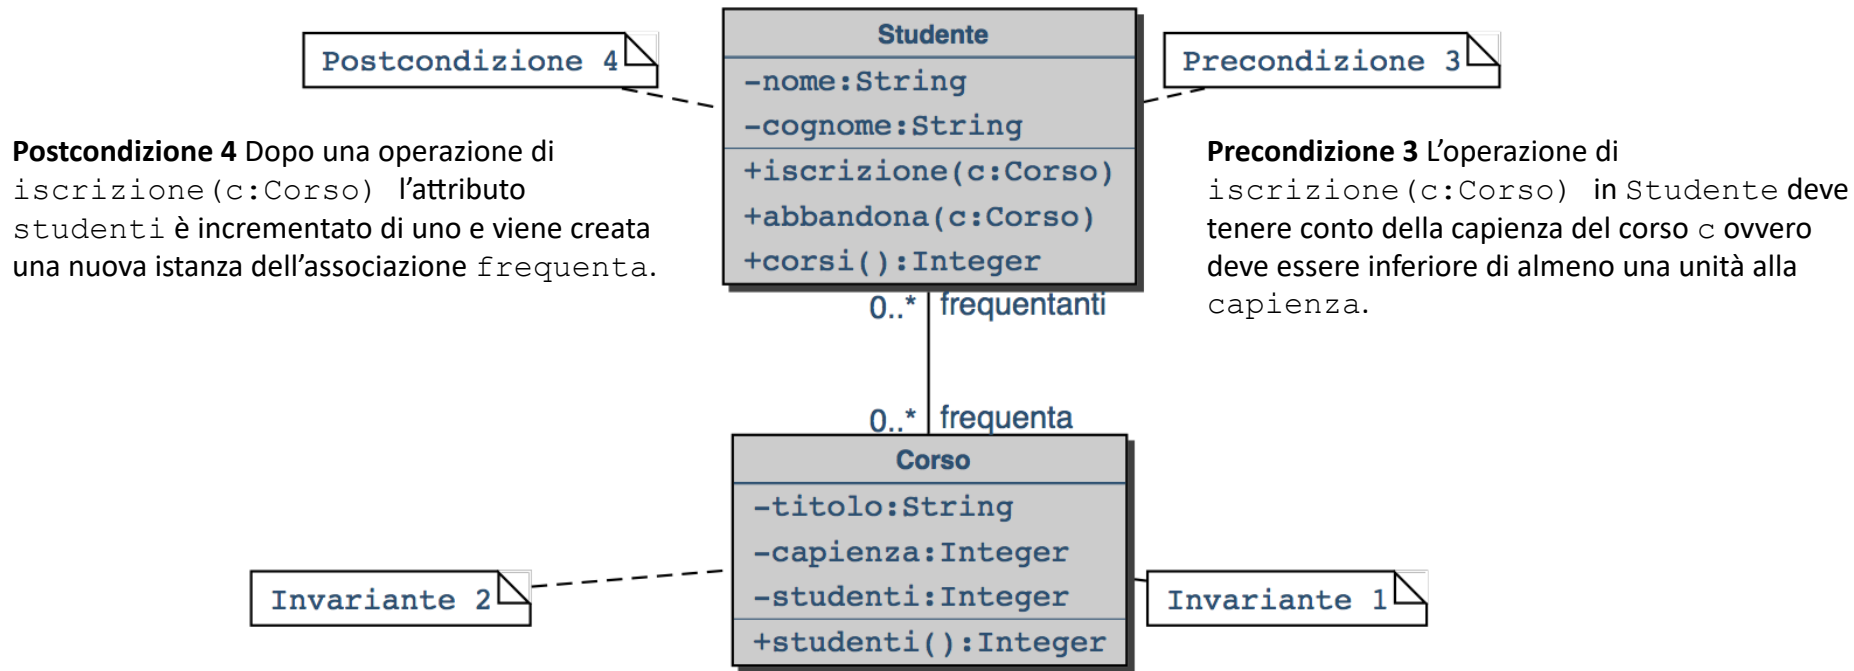 Postcondizione 4
Studente
-nome:String
-cognome:String
+iscrizione(c:Corso)
+abbandona(c:Corso)
+corsi():Integer
Precondizione 3
Postcondizione 4 Dopo una operazione di
iscrizione(c:Corso) l'attributo
studenti è incrementato di uno e viene creata
una nuova istanza dell'associazione frequenta.
Precondizione 3 L'operazione di
iscrizione(c:Corso) in Studente deve
tenere conto della capienza del corso c ovvero
deve essere inferiore di almeno una unità alla
capienza.
0..* frequentanti
0..* frequenta
Corso
-titolo:String
-capienza:Integer
-studenti:Integer
+studenti():Integer
Invariante 2
Invariante 1